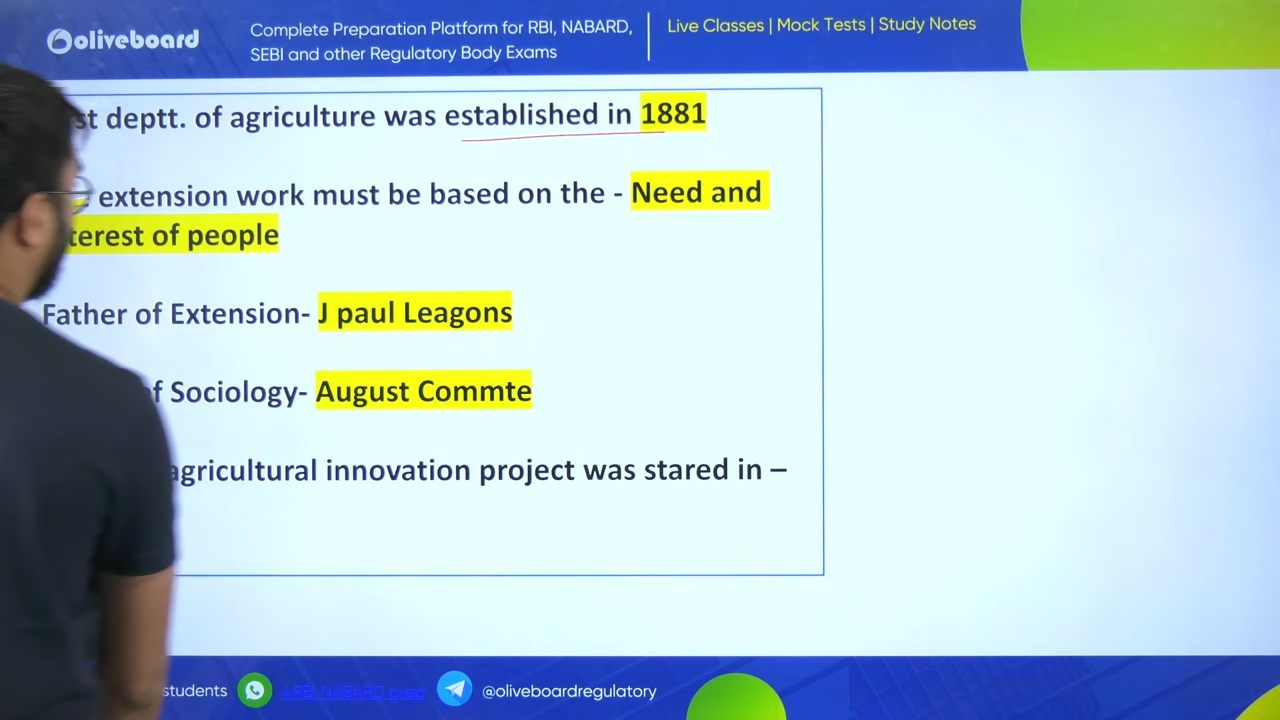 oliveboard
Complete Preparation Platform for RBI, NABARD,
SEBI and other Regulatory Body Exams
Live Classes | Mock Tests | Study Notes
deptt. of agriculture was established in 1881
extension work must be based on the - Need and
of people
Father of Extension- J paul Leagons
Sociology- August Commte
agricultural innovation project was stared in –
students
@oliveboardregulatory